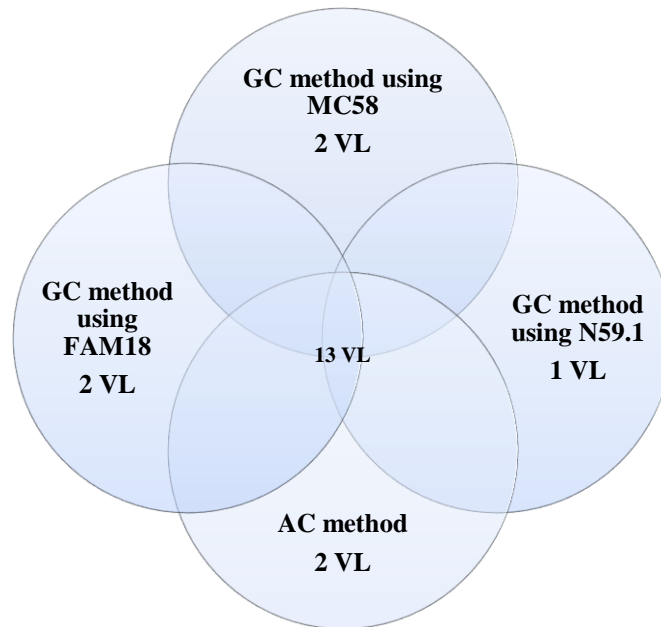 GC method using
MC58
2 VL
GC method
using
FAM18
2 VL
13 VL
GC method
using N59.1
1 VL
AC method
2 VL